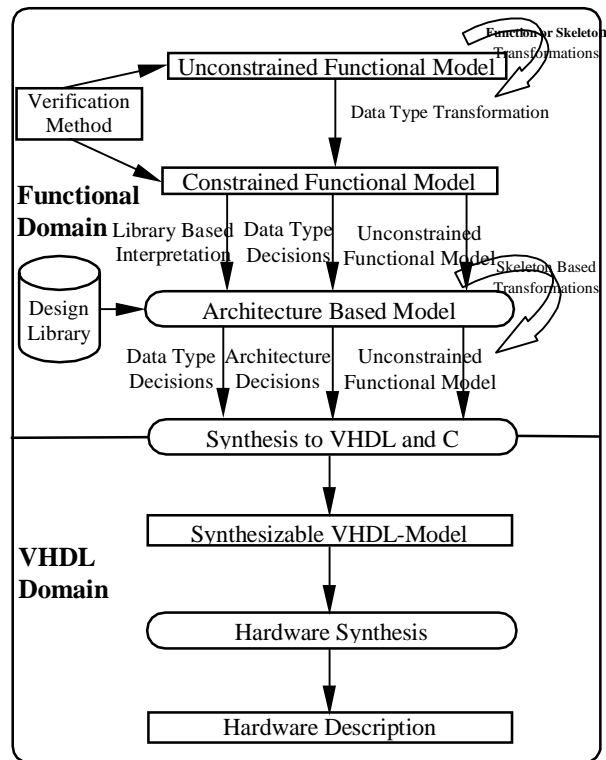 Function or Skeleton
Transformations
Unconstrained Functional Model
Verification
Method
Data Type Transformation
Constrained Functional Model
Functional
Domain
Library Based
Interpretation
Data Type
Decisions
Unconstrained
Functional Model
Skeleton Based
Transformations
Design
Library
Architecture Based Model
Data Type
Decisions
Architecture
Decisions
Unconstrained
Functional Model
Synthesis to VHDL and C
Synthesizable VHDL-Model
VHDL
Domain
Hardware Synthesis
Hardware Description